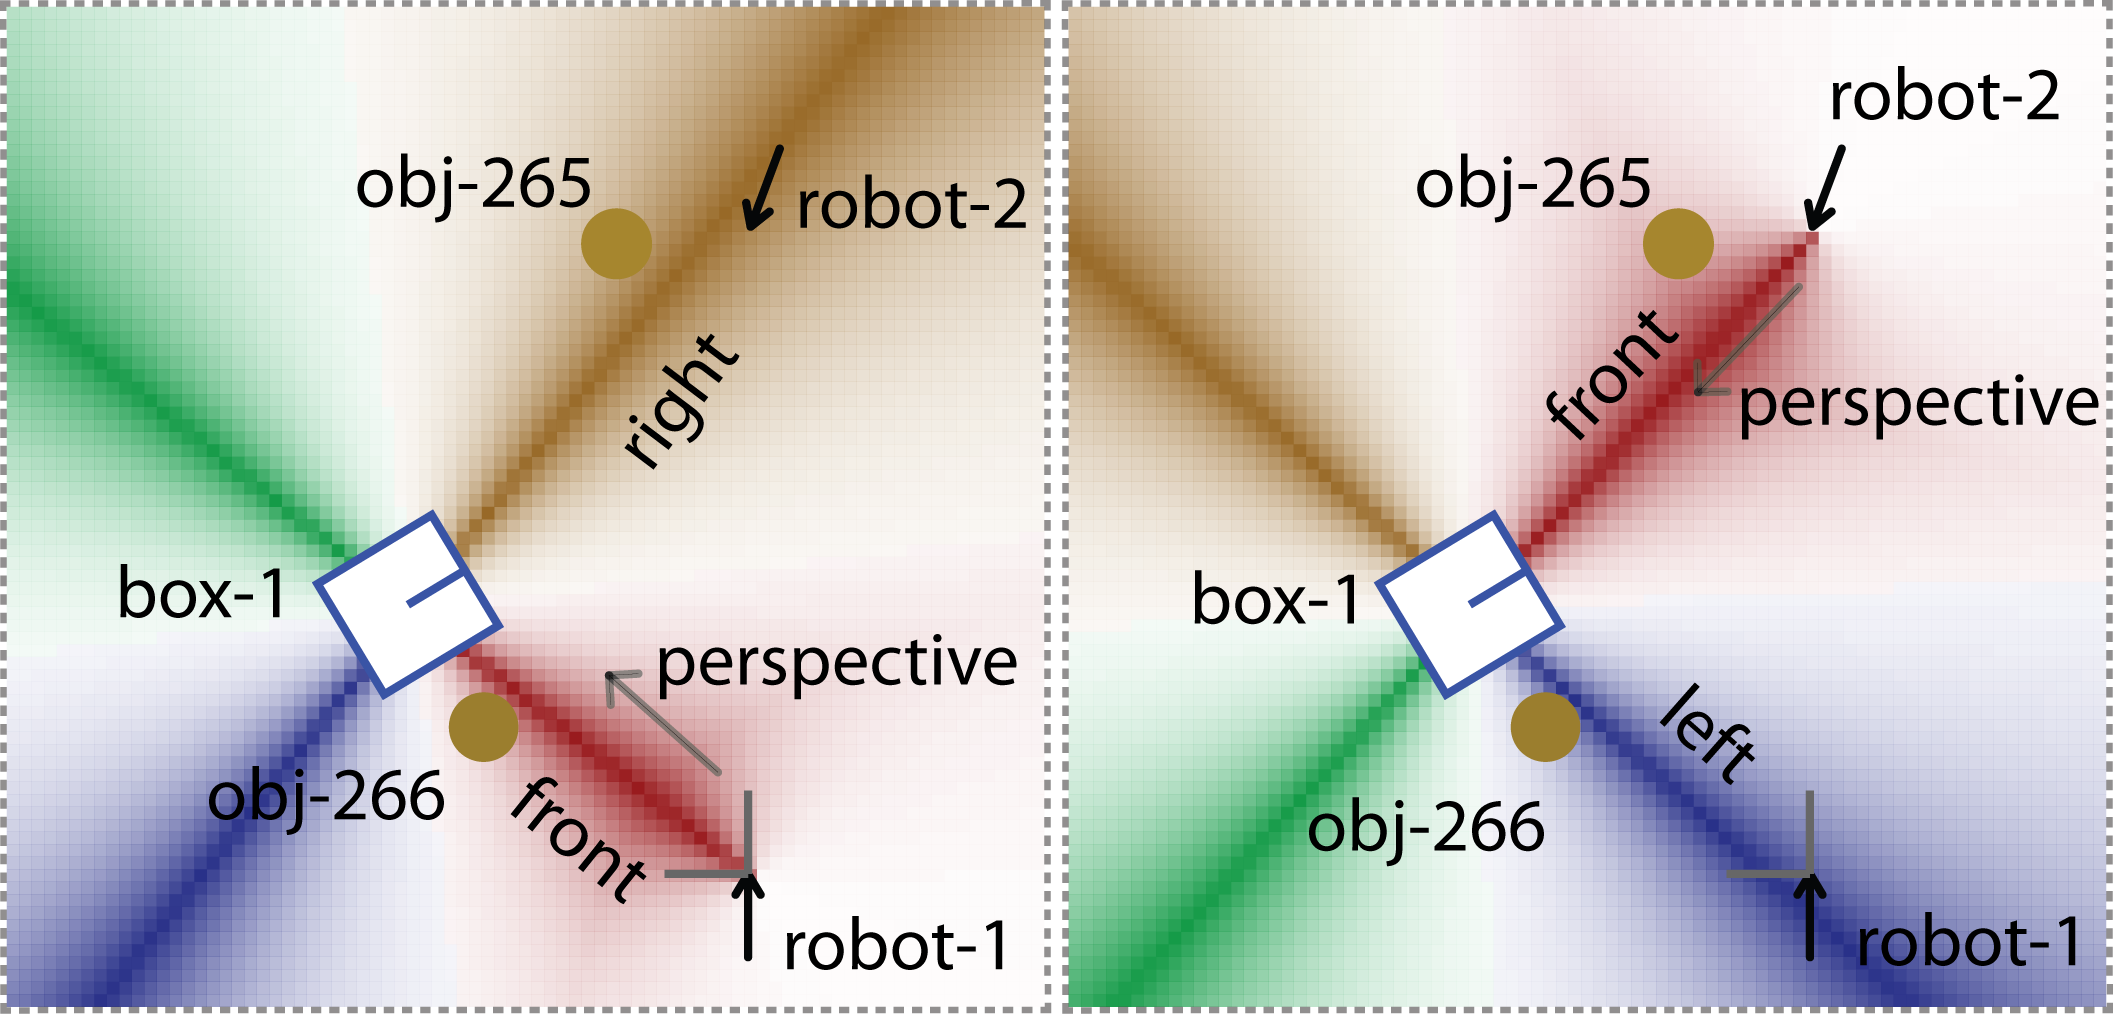 obj-265
robot-2
right
box-1
perspective
obj-266
front
robot-1
robot-2
obj-265
front
perspective
box-1
left
obj-266
robot-1